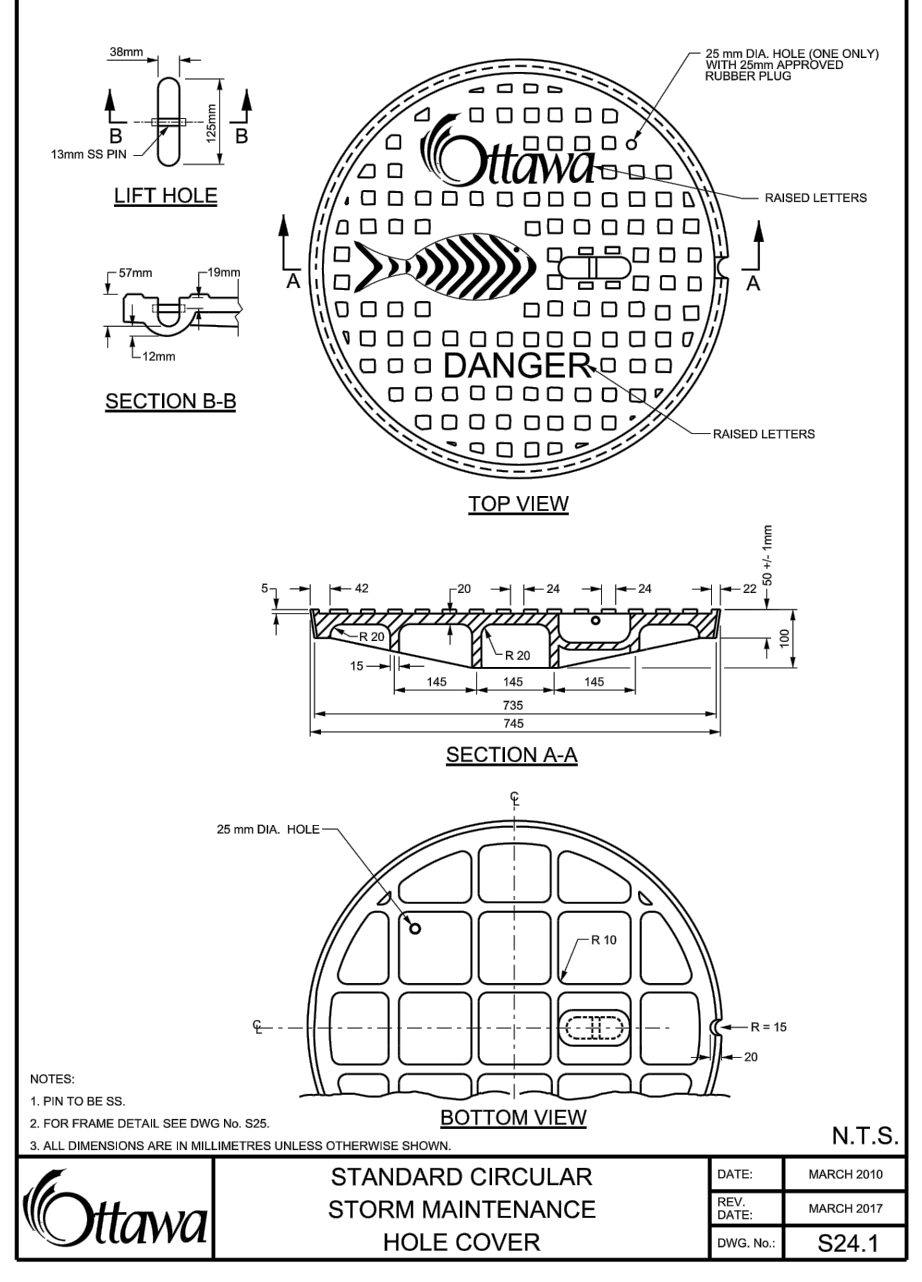 38mm
125mm
B
B
13mm SS PIN
LIFT HOLE
57mm
19mm
12mm
SECTION B-B
25 mm DIA. HOLE (ONE ONLY)
WITH 25mm APPROVED
RUBBER PLUG
Ottawa
RAISED LETTERS
A
A
DANGER
RAISED LETTERS
TOP VIEW
5
42
20
24
24
22
50 +/- 1mm
100
R 20
R 20
15
145
145
145
735
745
SECTION A-A
℄
25 mm DIA. HOLE
R 10
℄
R = 15
20
BOTTOM VIEW
NOTES:
1. PIN TO BE SS.
2. FOR FRAME DETAIL SEE DWG No. S25.
3. ALL DIMENSIONS ARE IN MILLIMETRES UNLESS OTHERWISE SHOWN.
N.T.S.
Ottawa
STANDARD CIRCULAR
STORM MAINTENANCE
HOLE COVER
DATE:
MARCH 2010
REV.
DATE:
MARCH 2017
DWG. No.:
S24.1